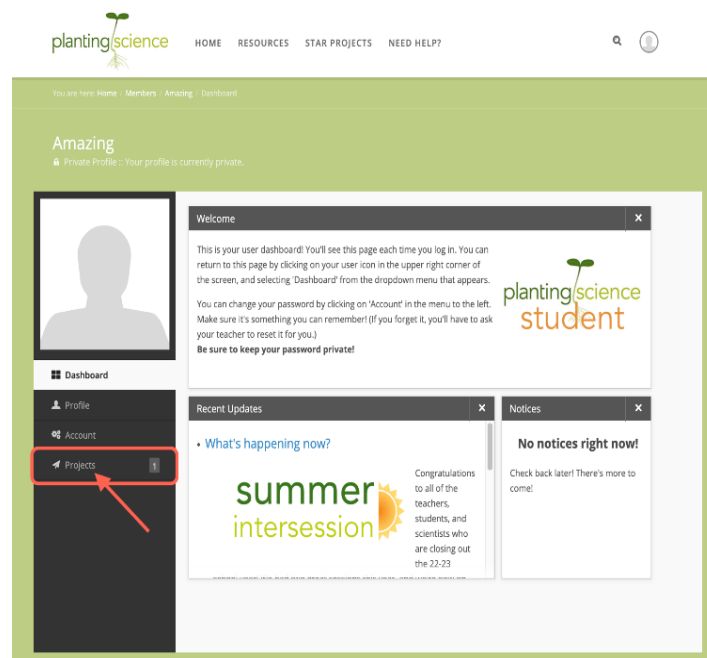 planting science
HOME RESOURCES STAR PROJECTS NEED HELP?
You are here: Home / Members / Amazing / Dashboard
Amazing
Private Profile :: Your profile is currently private.
Welcome
This is your user dashboard! You'll see this page each time you log in. You can
return to this page by clicking on your user icon in the upper right corner of
the screen, and selecting 'Dashboard' from the dropdown menu that appears.
You can change your password by clicking on 'Account' in the menu to the left.
Make sure it's something you can remember! (If you forget it, you'll have to ask
your teacher to reset it for you.)
Be sure to keep your password private!
planting science
student
Dashboard
Profile
Account
Projects 1
Recent Updates
• What's happening now?
summer
intersession
Congratulations
to all of the
teachers,
students, and
scientists who
are closing out
the 22-23
Notices
No notices right now!
Check back later! There's more to
come!